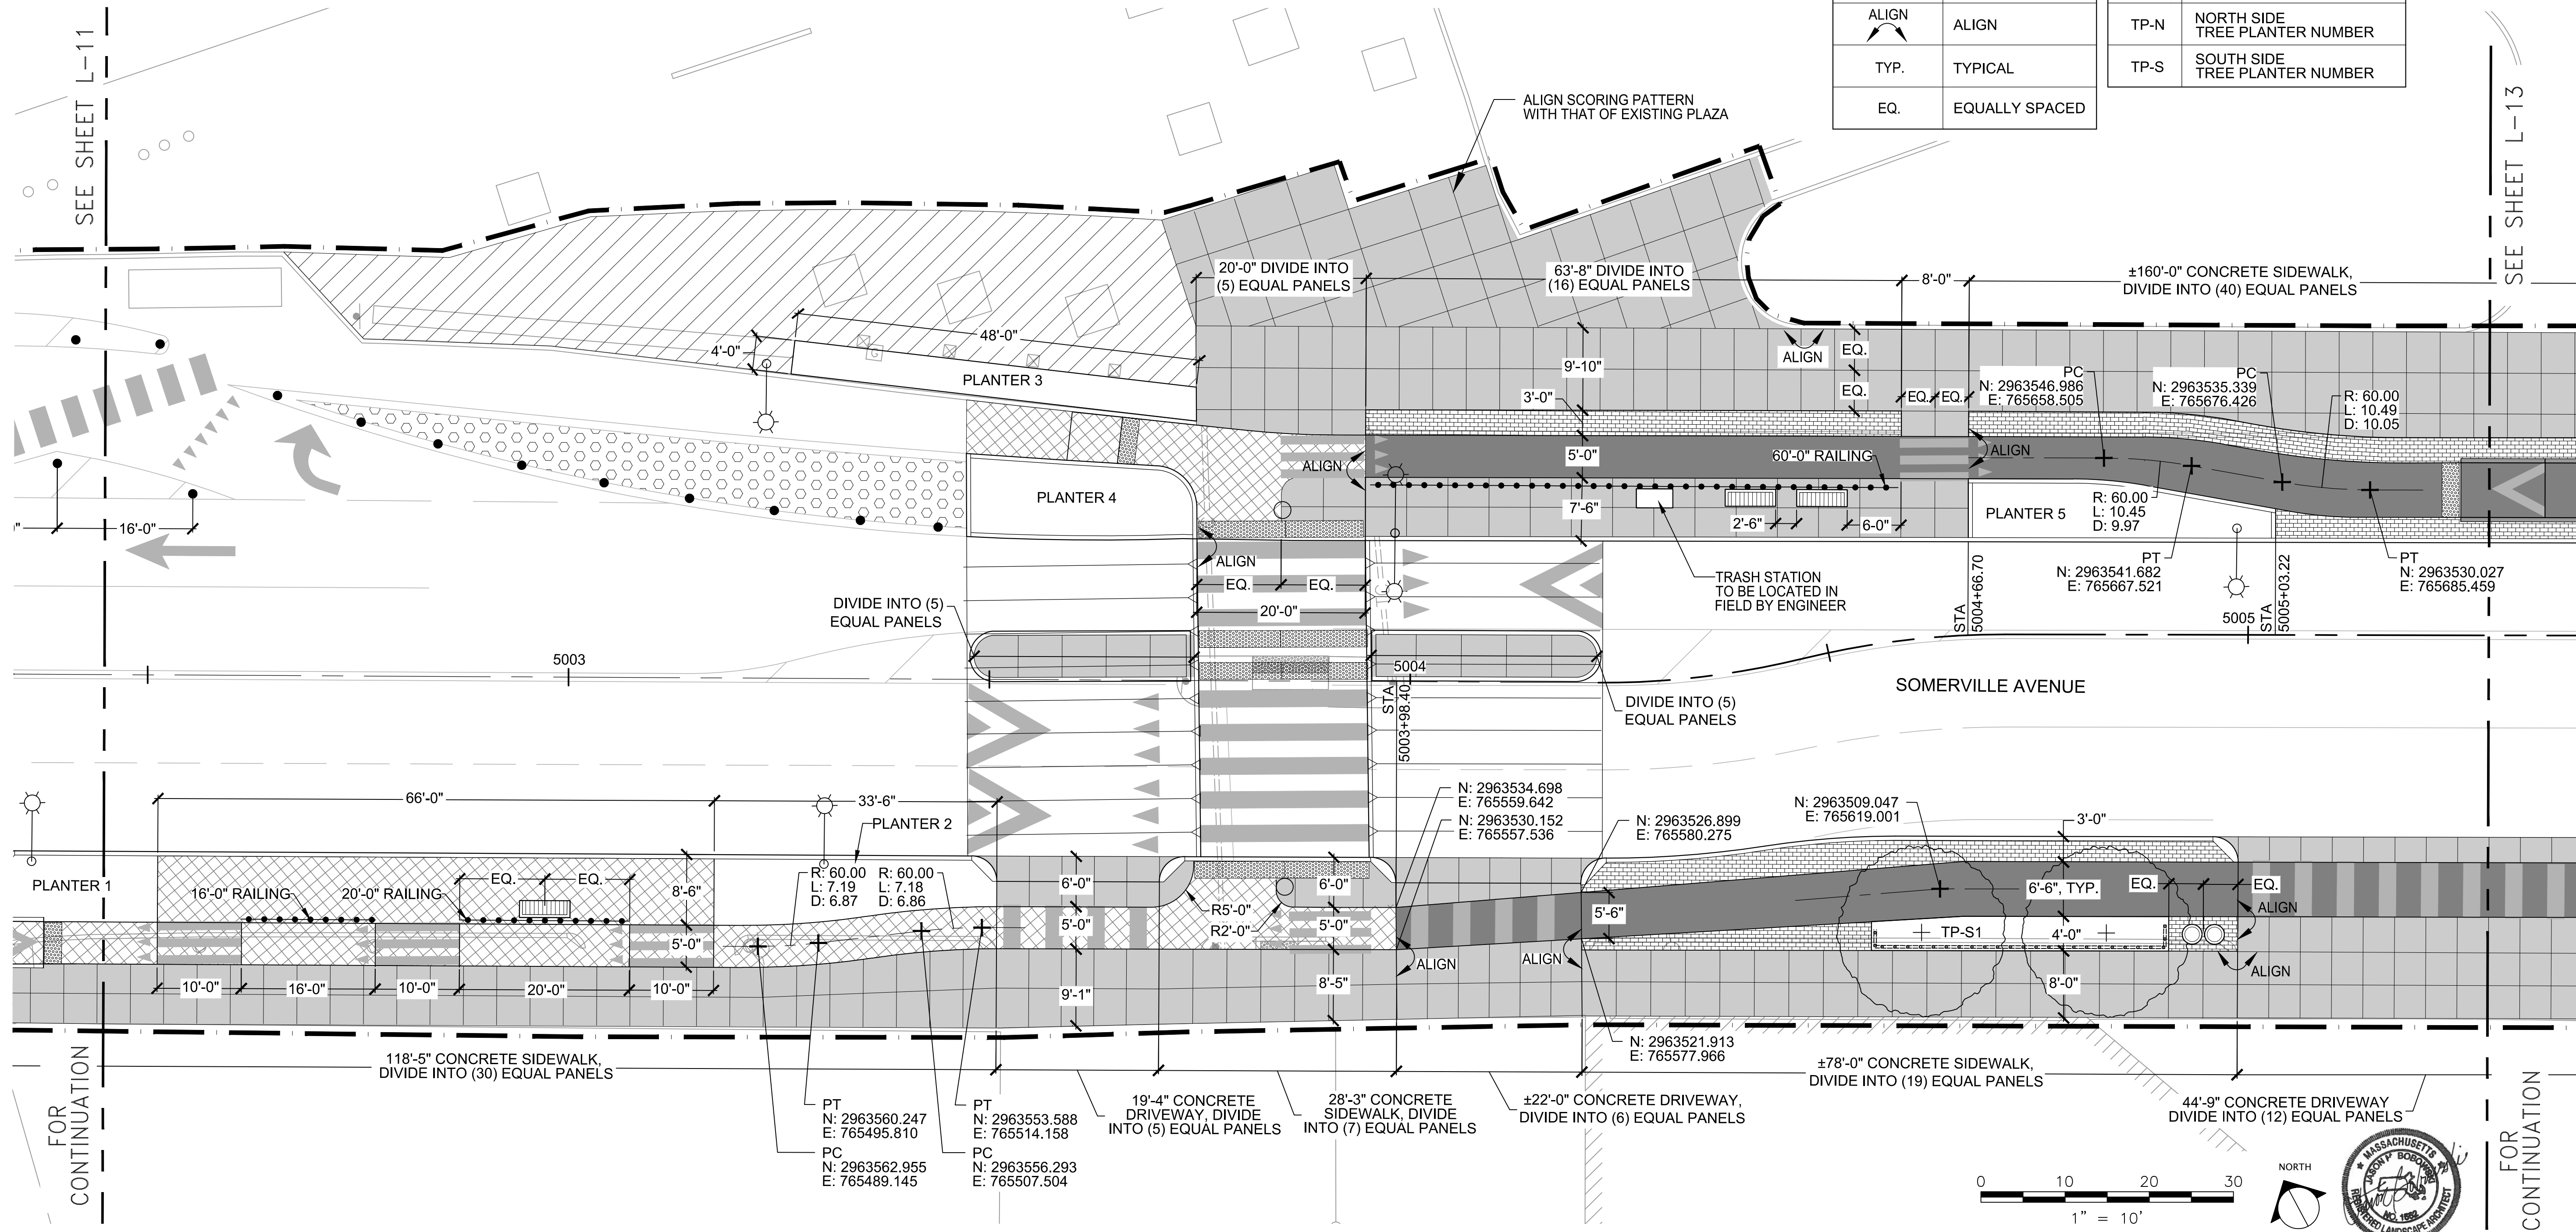 SEE SHEET L-11
ALIGN
ALIGN
TYP.
TYPICAL
EQ.
EQUALLY SPACED
TP-N
NORTH SIDE
TREE PLANTER NUMBER
TP-S
SOUTH SIDE
TREE PLANTER NUMBER
SEE SHEET L-13
ALIGN SCORING PATTERN
WITH THAT OF EXISTING PLAZA
20'-0" DIVIDE INTO
(5) EQUAL PANELS
63'-8" DIVIDE INTO
(16) EQUAL PANELS
8'-0"
±160'-0" CONCRETE SIDEWALK,
DIVIDE INTO (40) EQUAL PANELS
48'-0"
4'-0"
PLANTER 3
9'-10"
3'-0"
ALIGN
EQ.
EQ.
EQ.
EQ.
PC
N: 2963546.986
E: 765658.505
PC
N: 2963535.339
E: 765676.426
R: 60.00
L: 10.49
D: 10.05
ALIGN
5'-0"
60'-0" RAILING
ALIGN
PLANTER 4
7'-6"
2'-6"
6-0"
PLANTER 5
R: 60.00
L: 10.45
D: 9.97
"
16'-0"
ALIGN
EQ.
EQ.
20'-0"
TRASH STATION
TO BE LOCATED IN
FIELD BY ENGINEER
PT
N: 2963541.682
E: 765667.521
PT
N: 2963530.027
E: 765685.459
STA
5004+66.70
STA
5005+03.22
DIVIDE INTO (5)
EQUAL PANELS
5003
5004
5005
STA
5003+98.40
DIVIDE INTO (5)
EQUAL PANELS
SOMERVILLE AVENUE
66'-0"
33'-6"
PLANTER 2
N: 2963534.698
E: 765559.642
N: 2963530.152
E: 765557.536
N: 2963526.899
E: 765580.275
N: 2963509.047
E: 765619.001
3'-0"
PLANTER 1
16'-0" RAILING
20'-0" RAILING
EQ.
EQ.
8'-6"
R: 60.00
L: 7.19
D: 6.87
R: 60.00
L: 7.18
D: 6.86
6'-0"
6'-0"
5'-0"
5'-0"
5'-0"
R5'-0"
R2'-0"
5'-6"
6'-6", TYP.
EQ.
EQ.
ALIGN
TP-S1
4'-0"
ALIGN
ALIGN
ALIGN
10'-0"
16'-0"
10'-0"
20'-0"
10'-0"
9'-1"
8'-5"
8'-0"
N: 2963521.913
E: 765577.966
118'-5" CONCRETE SIDEWALK,
DIVIDE INTO (30) EQUAL PANELS
±78'-0" CONCRETE SIDEWALK,
DIVIDE INTO (19) EQUAL PANELS
19'-4" CONCRETE
DRIVEWAY, DIVIDE
INTO (5) EQUAL PANELS
28'-3" CONCRETE
SIDEWALK, DIVIDE
INTO (7) EQUAL PANELS
±22'-0" CONCRETE DRIVEWAY,
DIVIDE INTO (6) EQUAL PANELS
44'-9" CONCRETE DRIVEWAY
DIVIDE INTO (12) EQUAL PANELS
PT
N: 2963560.247
E: 765495.810
PC
N: 2963562.955
E: 765489.145
PT
N: 2963553.588
E: 765514.158
PC
N: 2963556.293
E: 765507.504
FOR
CONTINUATION
0 10 20 30
1" = 10'
NORTH
MASSACHUSETTS
JASON P BOBOWSKI
NO. 1662
REGISTERED LANDSCAPE ARCHITECT
FOR
CONTINUATION